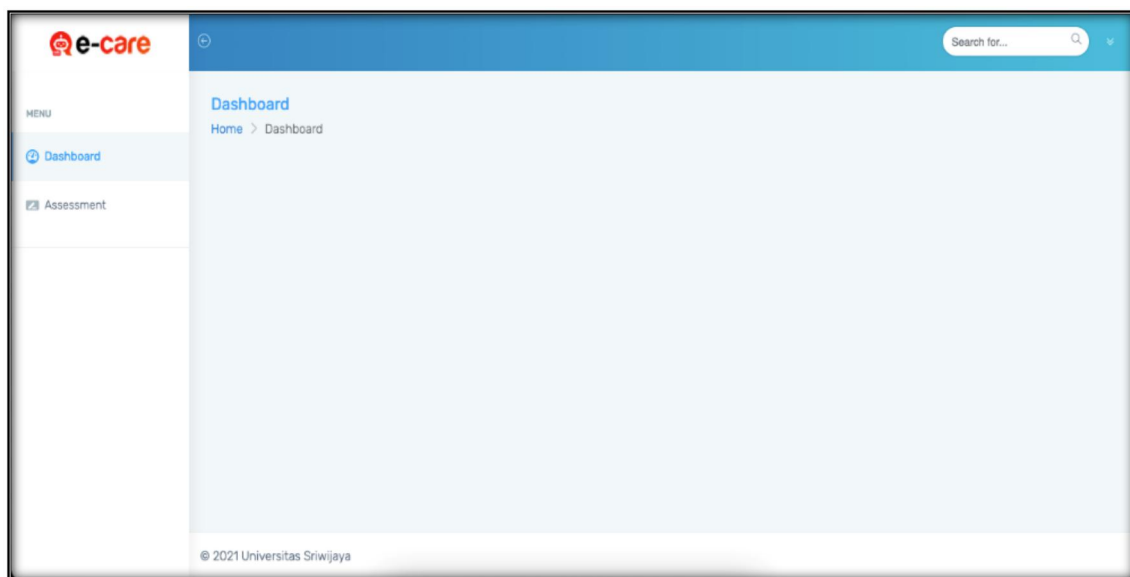 e-care
Search for...
MENU
Dashboard
Assessment
Dashboard
Home > Dashboard
© 2021 Universitas Sriwijaya